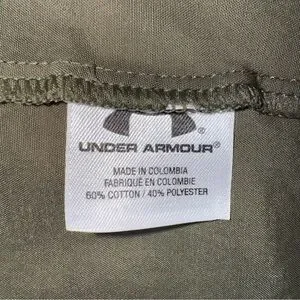 UNDER ARMOUR®
MADE IN COLOMBIA
FABRIQUÉ EN COLOMBIE
60% COTTON / 40% POLYESTER